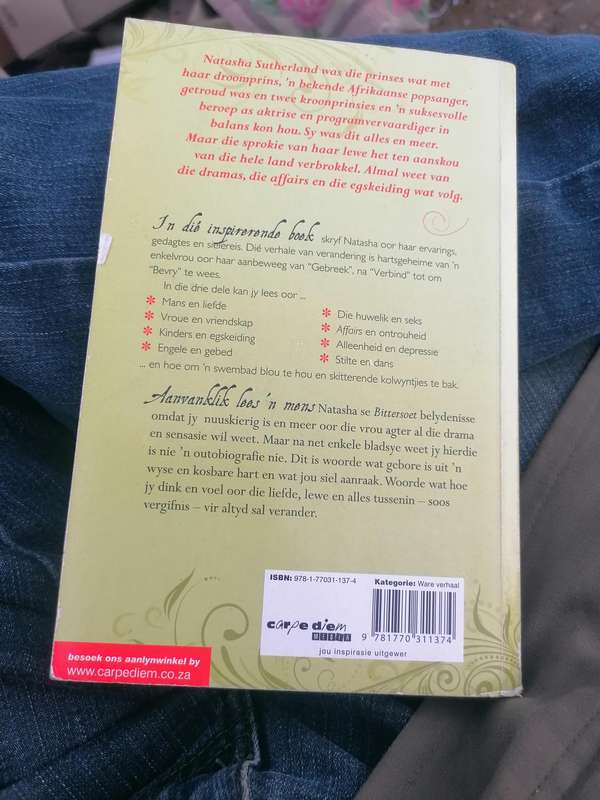 Natasha Sutherland was die prinses wat met
haar droomprins, 'n bekende Afrikaanse popsanger,
getroud was en twee kroonprinsies en 'n suksesvolle
beroep as aktrise en programvervaardiger in
balans kon hou. Sy was dit alles en meer.
Maar die sprokie van haar lewe het ten aanskou
van die hele land verbrokkel. Almal weet van
die dramas, die affairs en die egskeiding wat volg.
In dié inspirerende boek skryf Natasha oor haar ervarings,
gedagtes en sielereis. Dié verhale van verandering is hartsgeheime van 'n
enkelvrou oor haar aanbeweeg van "Gebreek", na "Verbind" tot om
"Bevry" te wees.
In die drie dele kan jy lees oor ...
* Mans en liefde
* Vroue en vriendskap
* Kinders en egskeiding
* Engele en gebed
* Die huwelik en seks
* Affairs en ontrouheid
* Alleenheid en depressie
* Stilte en dans
... en hoe om 'n swembad blou te hou en skitterende kolwyntjies te bak.
Aanvanklik lees 'n mens Natasha se Bittersoet belydenisse
omdat jy nuuskierig is en meer oor die vrou agter al die drama
en sensasie wil weet. Maar na net enkele bladsye weet jy hierdie
is nie 'n outobiografie nie. Dit is woorde wat gebore is uit 'n
wyse en kosbare hart en wat jou siel aanraak. Woorde wat hoe
jy dink en voel oor die liefde, lewe en alles tussenin – soos
vergifnis – vir altyd sal verander.
ISBN: 978-1-77031-137-4 Kategorie: Ware verhaal
carpe diem
MEDIA
9 781770 311374
jou inspirasie uitgewer
besoek ons aanlynwinkel by
www.carpediem.co.za